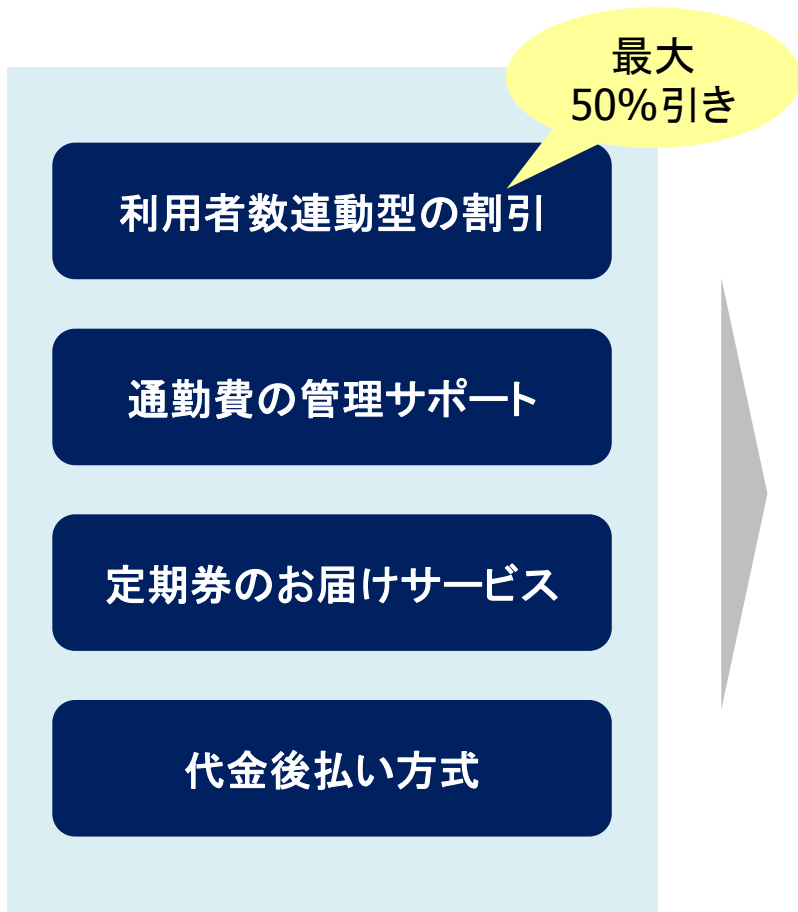 最大
50%引き
利用者数連動型の割引
通勤費の管理サポート
定期券のお届けサービス
代金後払い方式